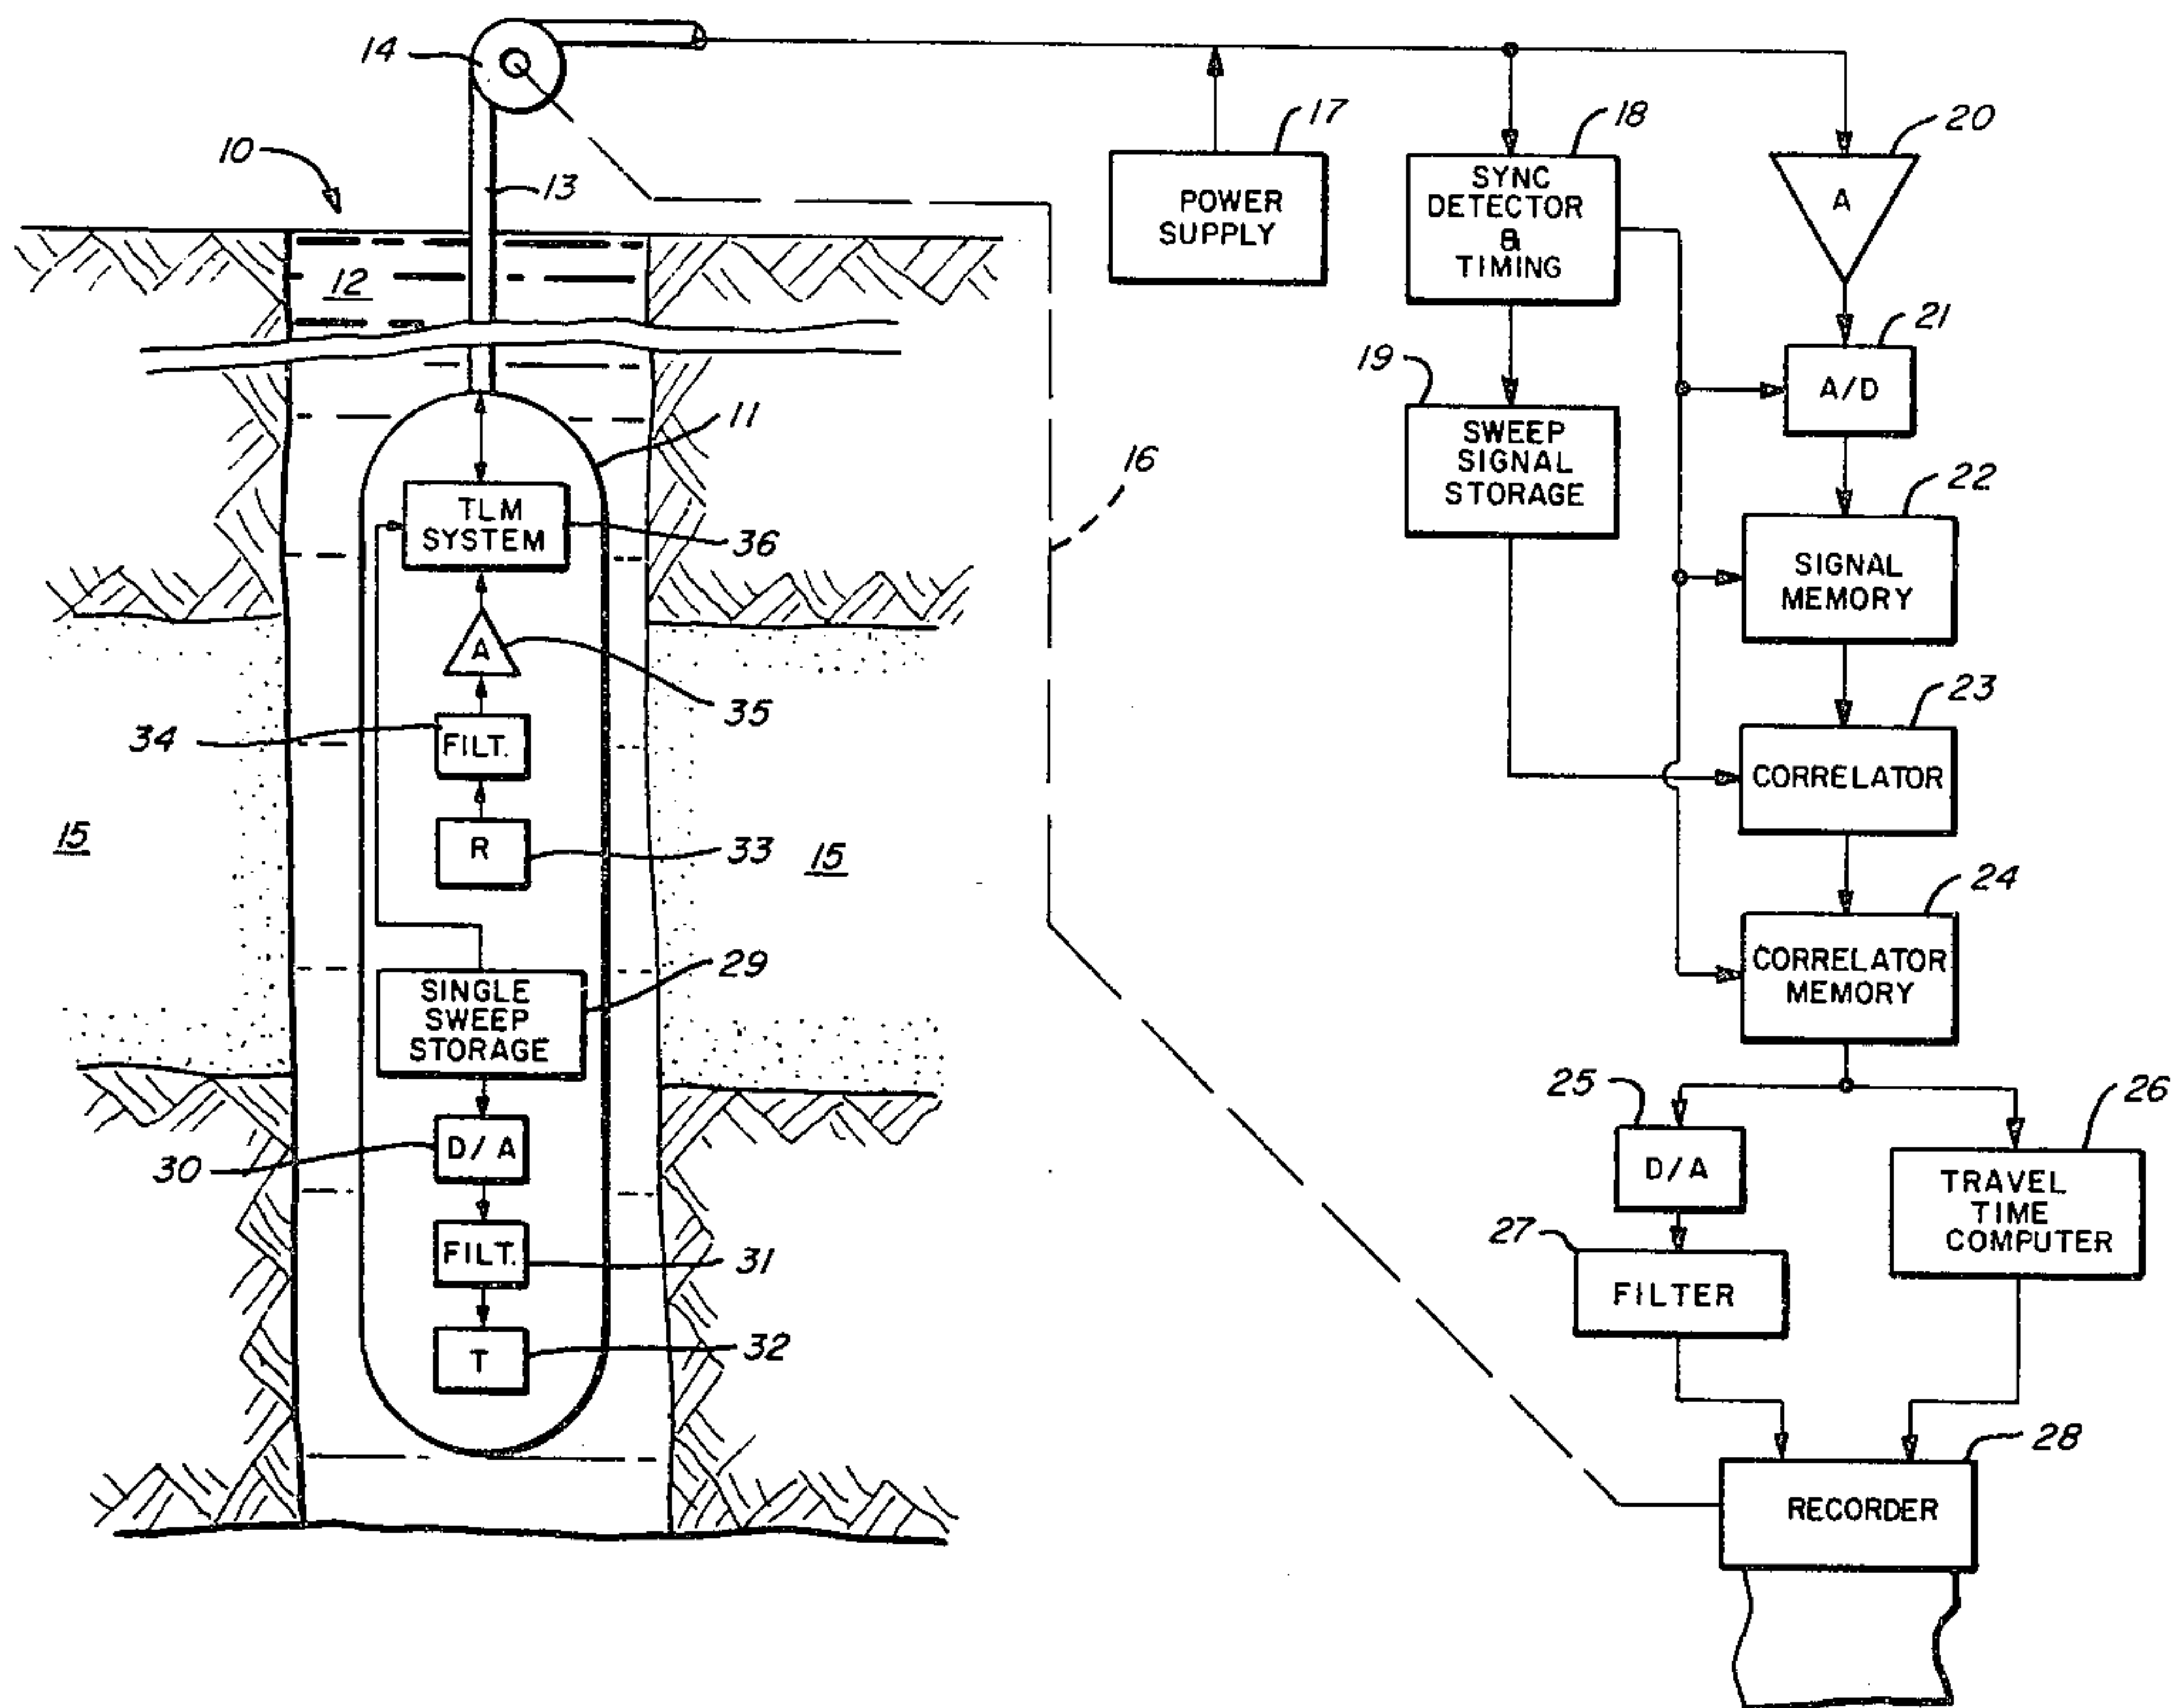 14
10
13
12
11
TLM
SYSTEM
36
A
35
34
FILT.
R
33
15
15
SINGLE
SWEEP
STORAGE
29
D/A
30
FILT.
31
T
32
16
17
POWER
SUPPLY
18
SYNC
DETECTOR
&
TIMING
20
A
19
SWEEP
SIGNAL
STORAGE
21
A/D
22
SIGNAL
MEMORY
23
CORRELATOR
24
CORRELATOR
MEMORY
25
D/A
26
TRAVEL
TIME
COMPUTER
27
FILTER
28
RECORDER